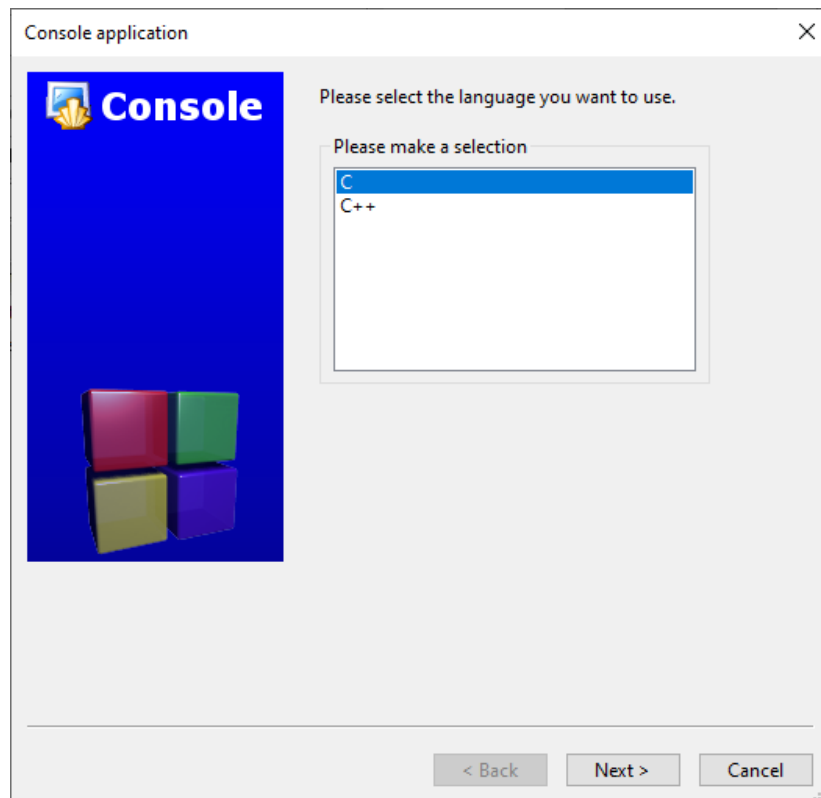 Console application
Console
Please select the language you want to use.
Please make a selection
C
C++
< Back
Next >
Cancel